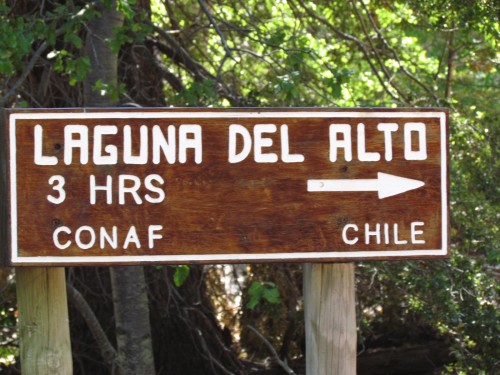 LAGUNA DEL ALTO
3 HRS
CONAF CHILE